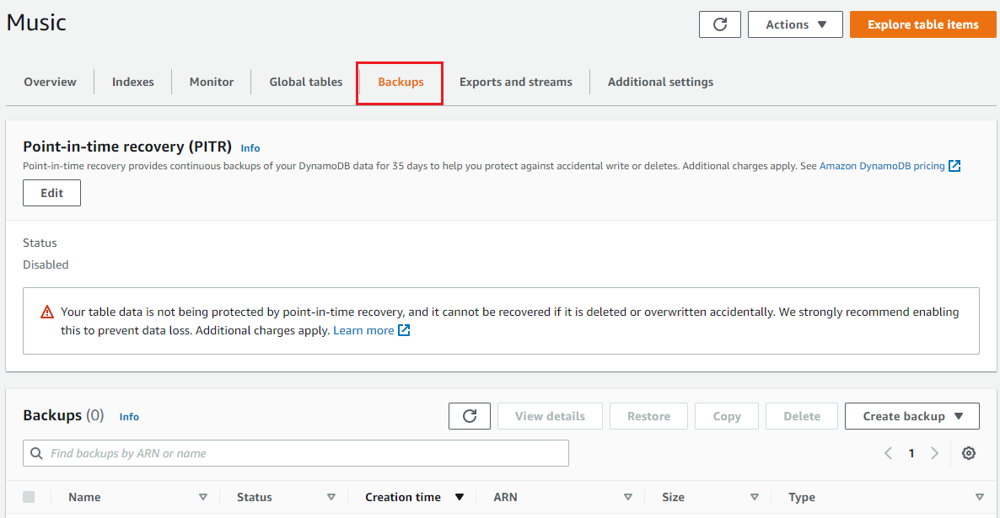 Music
Actions
Explore table items
Overview
Indexes
Monitor
Global tables
Backups
Exports and streams
Additional settings
Point-in-time recovery (PITR) Info
Point-in-time recovery provides continuous backups of your DynamoDB data for 35 days to help you protect against accidental write or deletes. Additional charges apply. See Amazon DynamoDB pricing
Edit
Status
Disabled
Your table data is not being protected by point-in-time recovery, and it cannot be recovered if it is deleted or overwritten accidentally. We strongly recommend enabling
this to prevent data loss. Additional charges apply. Learn more
Backups (0) Info
View details
Restore
Copy
Delete
Create backup
Find backups by ARN or name
1
Name
Status
Creation time
ARN
Size
Type